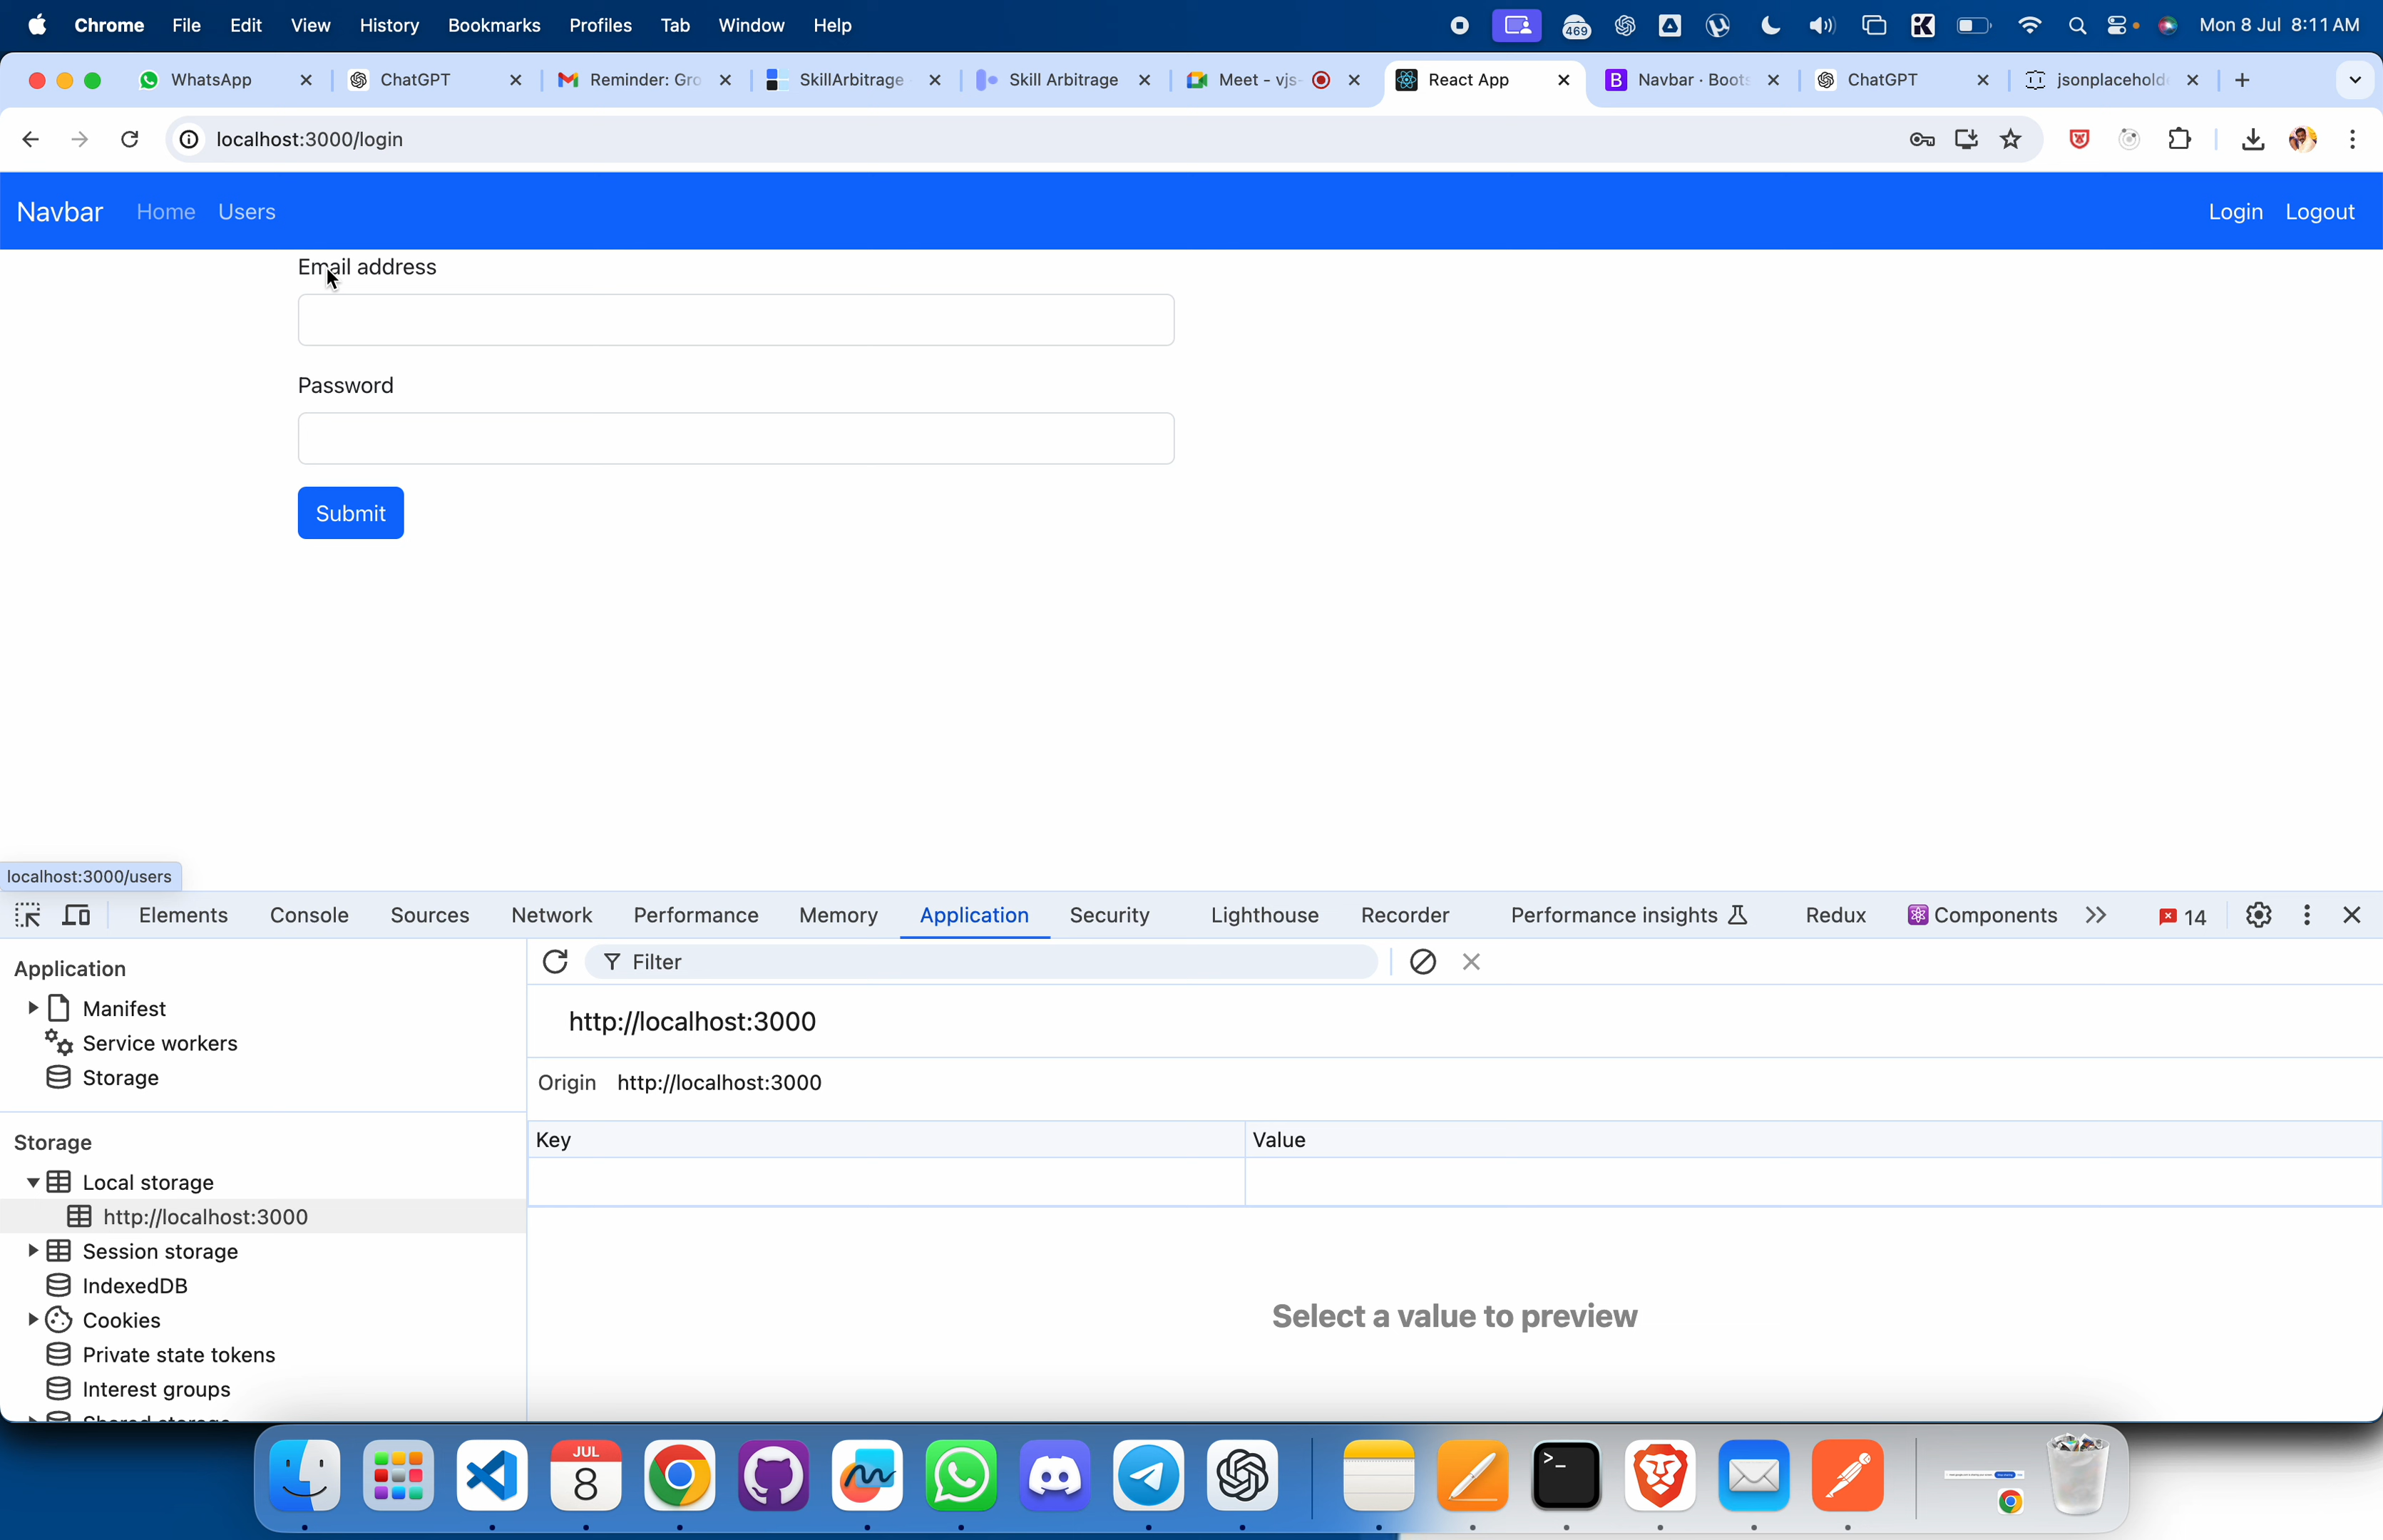 Chrome File Edit View History Bookmarks Profiles Tab Window Help 469 Mon 8 Jul 8:11 AM
WhatsApp ChatGPT Reminder: Gro SkillArbitrage Skill Arbitrage Meet - vjs- React App Navbar · Boots ChatGPT jsonplacehold
localhost:3000/login
Navbar Home Users Login Logout
Email address
Password
Submit
localhost:3000/users
Elements Console Sources Network Performance Memory Application Security Lighthouse Recorder Performance insights Redux Components 14
Application
Manifest
Service workers
Storage
Storage
Local storage
http://localhost:3000
Session storage
IndexedDB
Cookies
Private state tokens
Interest groups
Shared storage
Filter
http://localhost:3000
Origin http://localhost:3000
Key Value
Select a value to preview
JUL
8